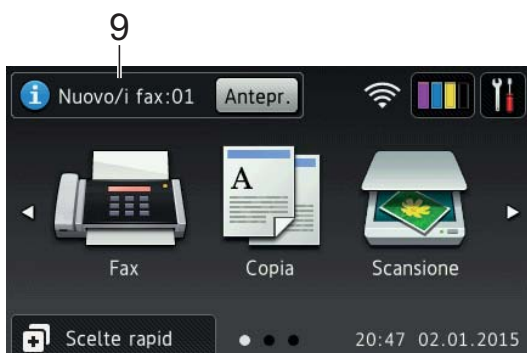 9
Nuovo/i fax:01 Antepr.
A
Fax Copia Scansione
Scelte rapid 20:47 02.01.2015